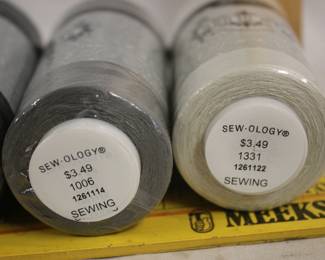 SEW-OLOGY®
$3.49
1006
1261114
SEWING
SEW-OLOGY®
$3.49
1331
1261122
SEWING
MEEKS